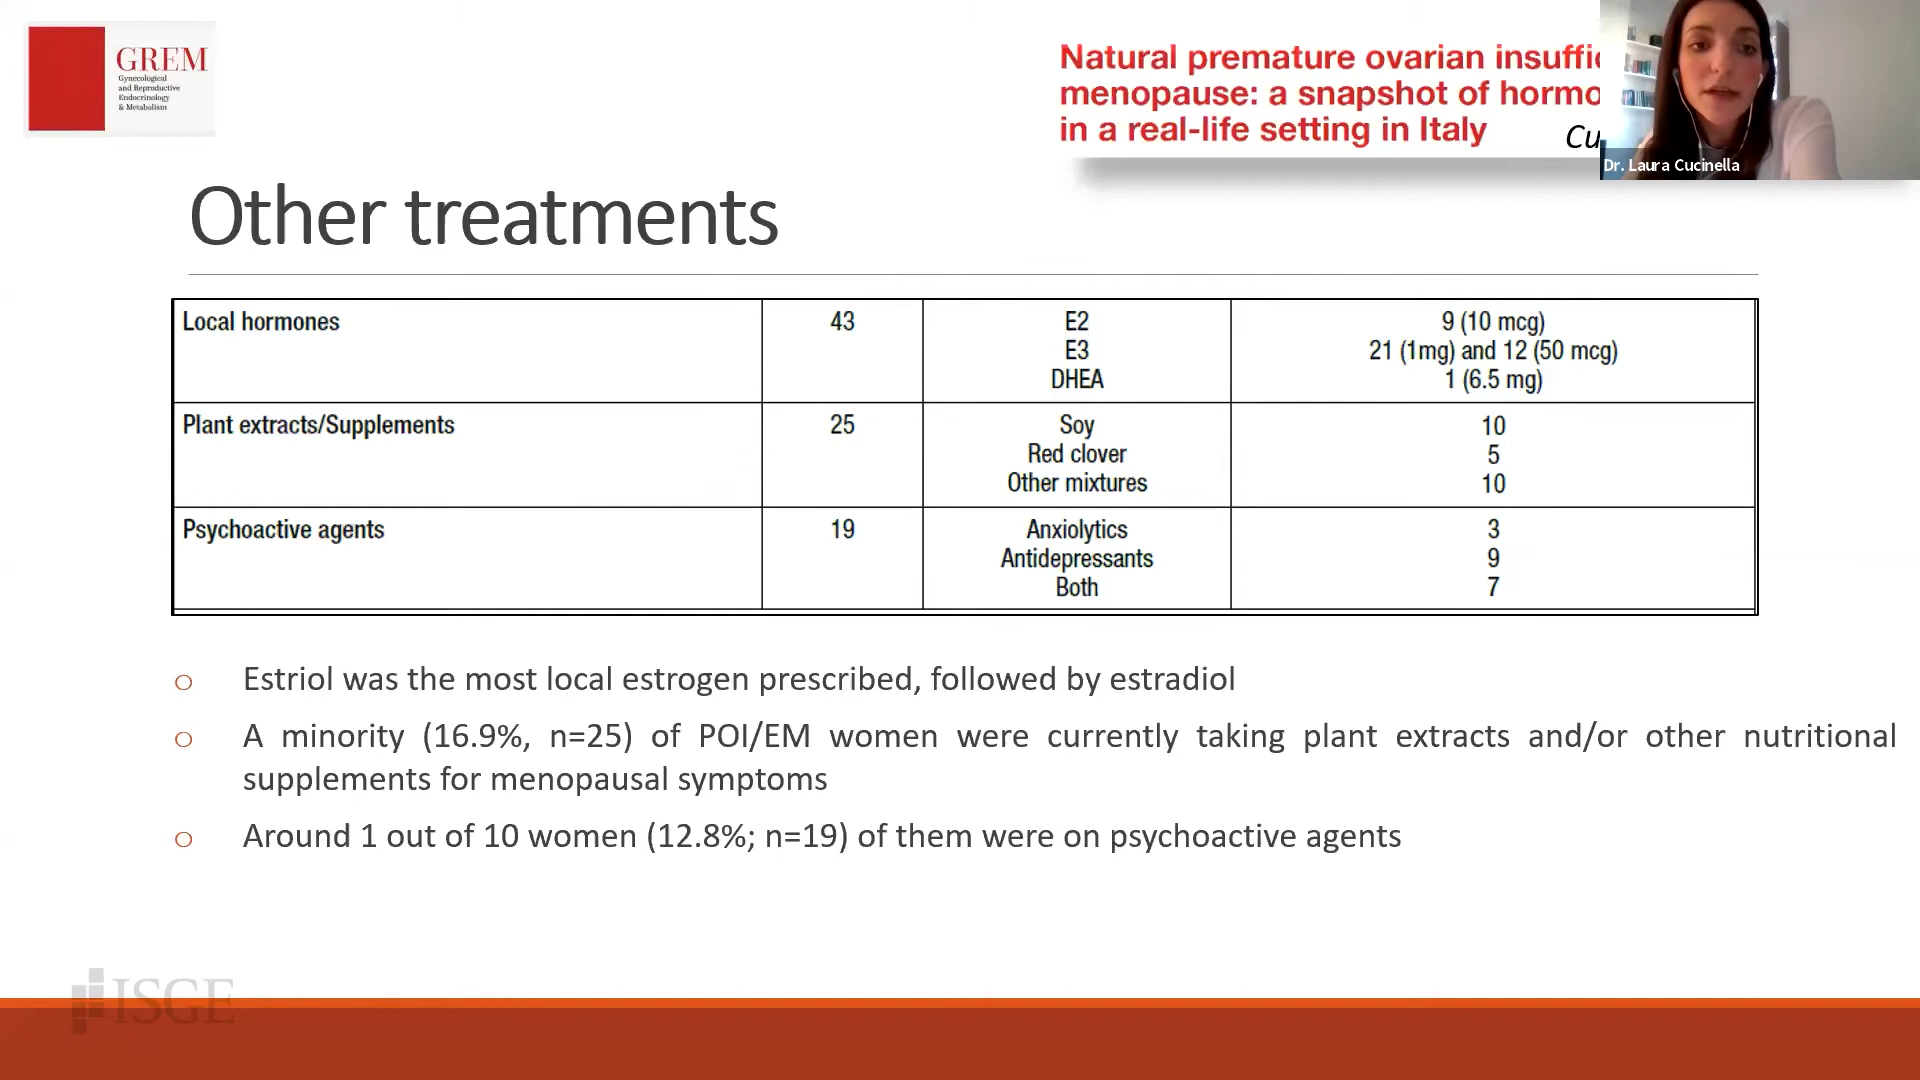 GREM
Gynecological
and Reproductive
Endocrinology
& Metabolism
Natural premature ovarian
menopause: a snapshot of
in a real-life setting in Italy
Dr. Laura Cucinella
Other treatments
Local hormones 43 E2 9 (10 mcg)
E3 21 (1mg) and 12 (50 mcg)
DHEA 1 (6.5 mg)
Plant extracts/Supplements 25 Soy 10
Red clover 5
Other mixtures 10
Psychoactive agents 19 Anxiolytics 3
Antidepressants 9
Both 7
o Estriol was the most local estrogen prescribed, followed by estradiol
o A minority (16.9%, n=25) of POI/EM women were currently taking plant extracts and/or other nutritional
supplements for menopausal symptoms
o Around 1 out of 10 women (12.8%; n=19) of them were on psychoactive agents
ISGE